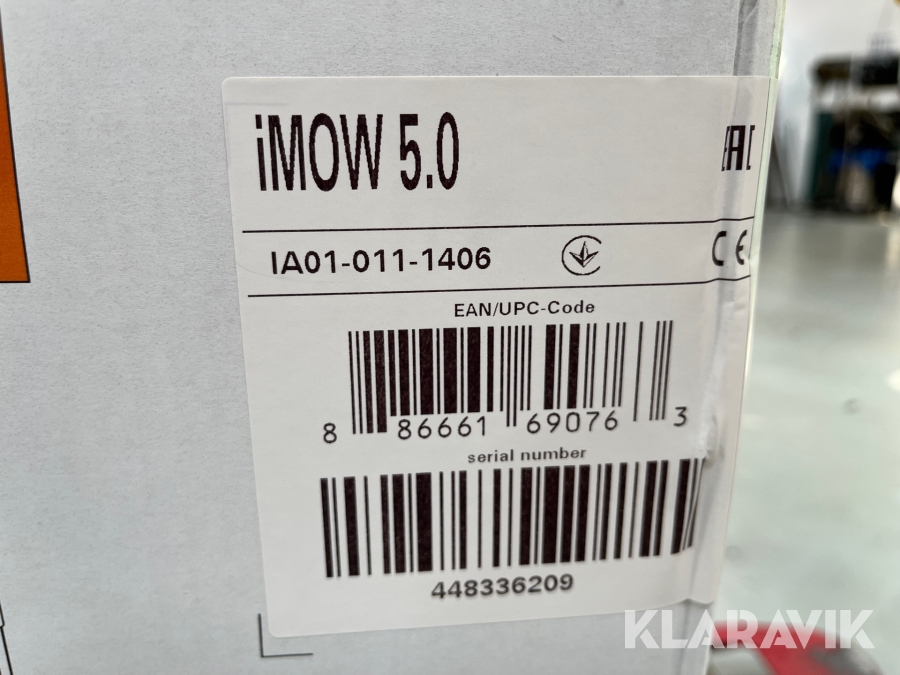 iMOW 5.0
EAC
IA01-011-1406
CE
EAN/UPC-Code
8 86661 69076 3
serial number
448336209
KLARAVIK